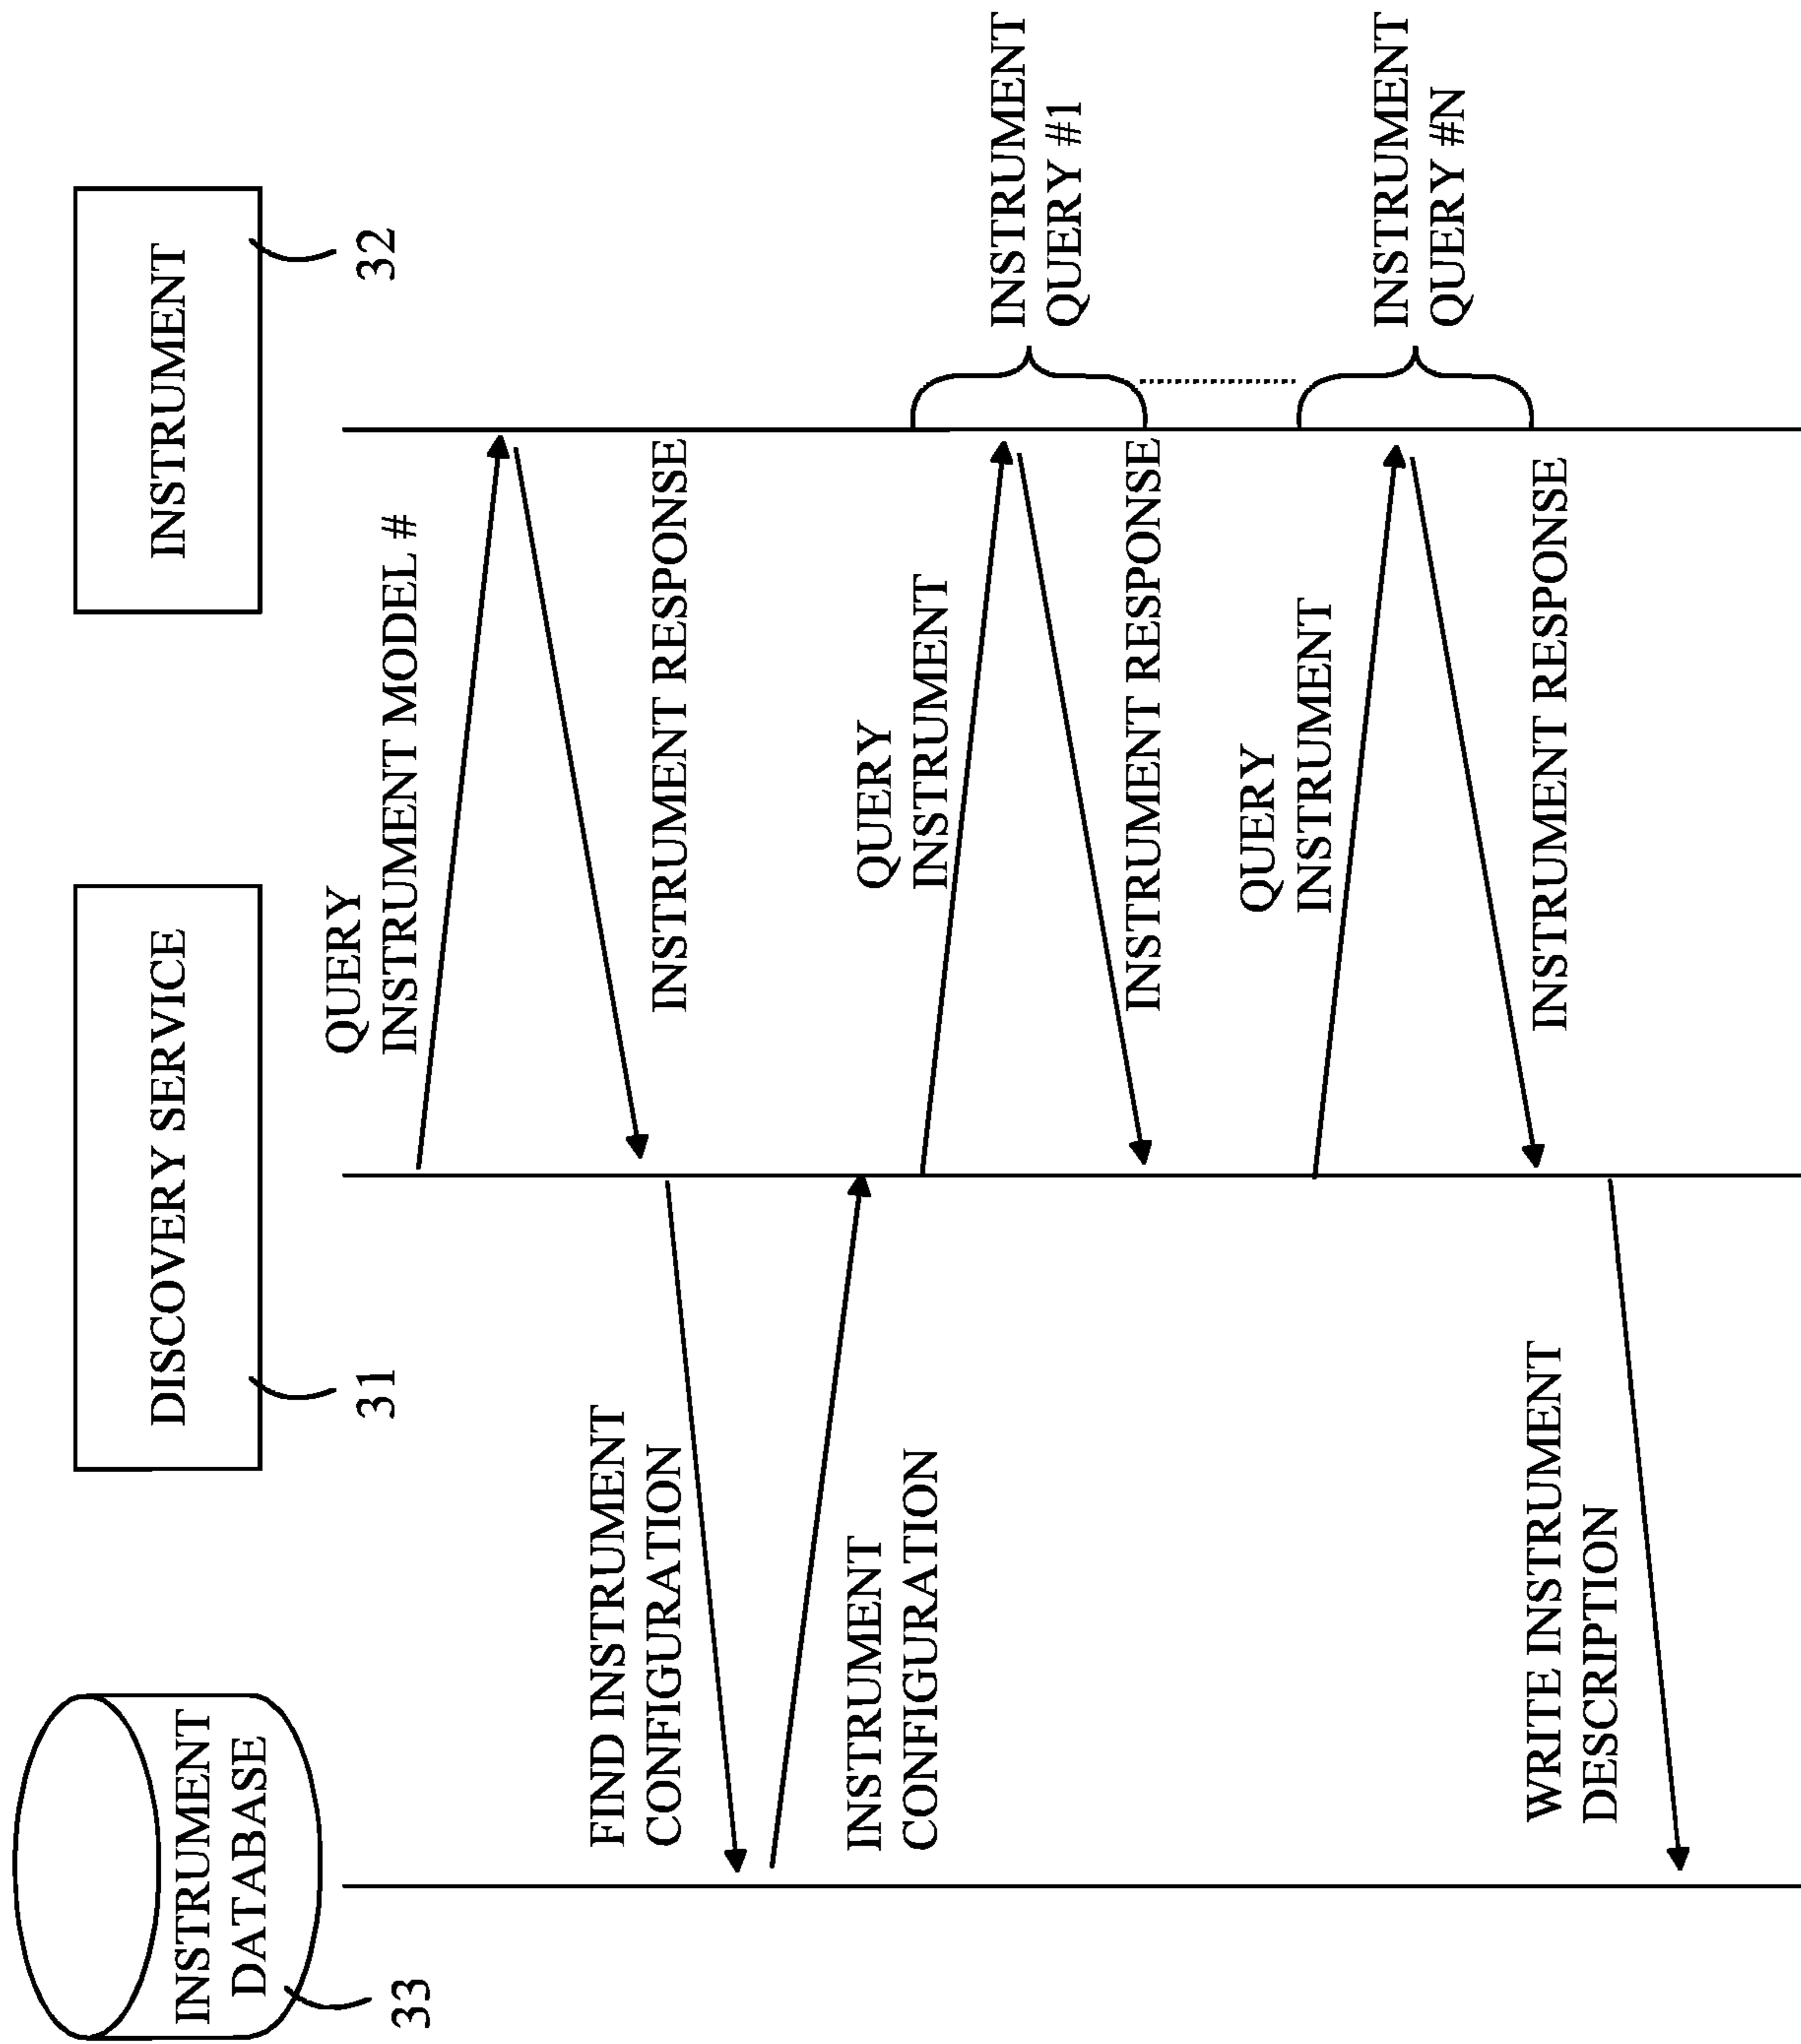 INSTRUMENT
DATABASE
33
DISCOVERY SERVICE
31
INSTRUMENT
32
QUERY
INSTRUMENT MODEL #
INSTRUMENT RESPONSE
FIND INSTRUMENT
CONFIGURATION
INSTRUMENT
CONFIGURATION
QUERY
INSTRUMENT
INSTRUMENT RESPONSE
INSTRUMENT
QUERY #1
QUERY
INSTRUMENT
INSTRUMENT RESPONSE
INSTRUMENT
QUERY #N
WRITE INSTRUMENT
DESCRIPTION